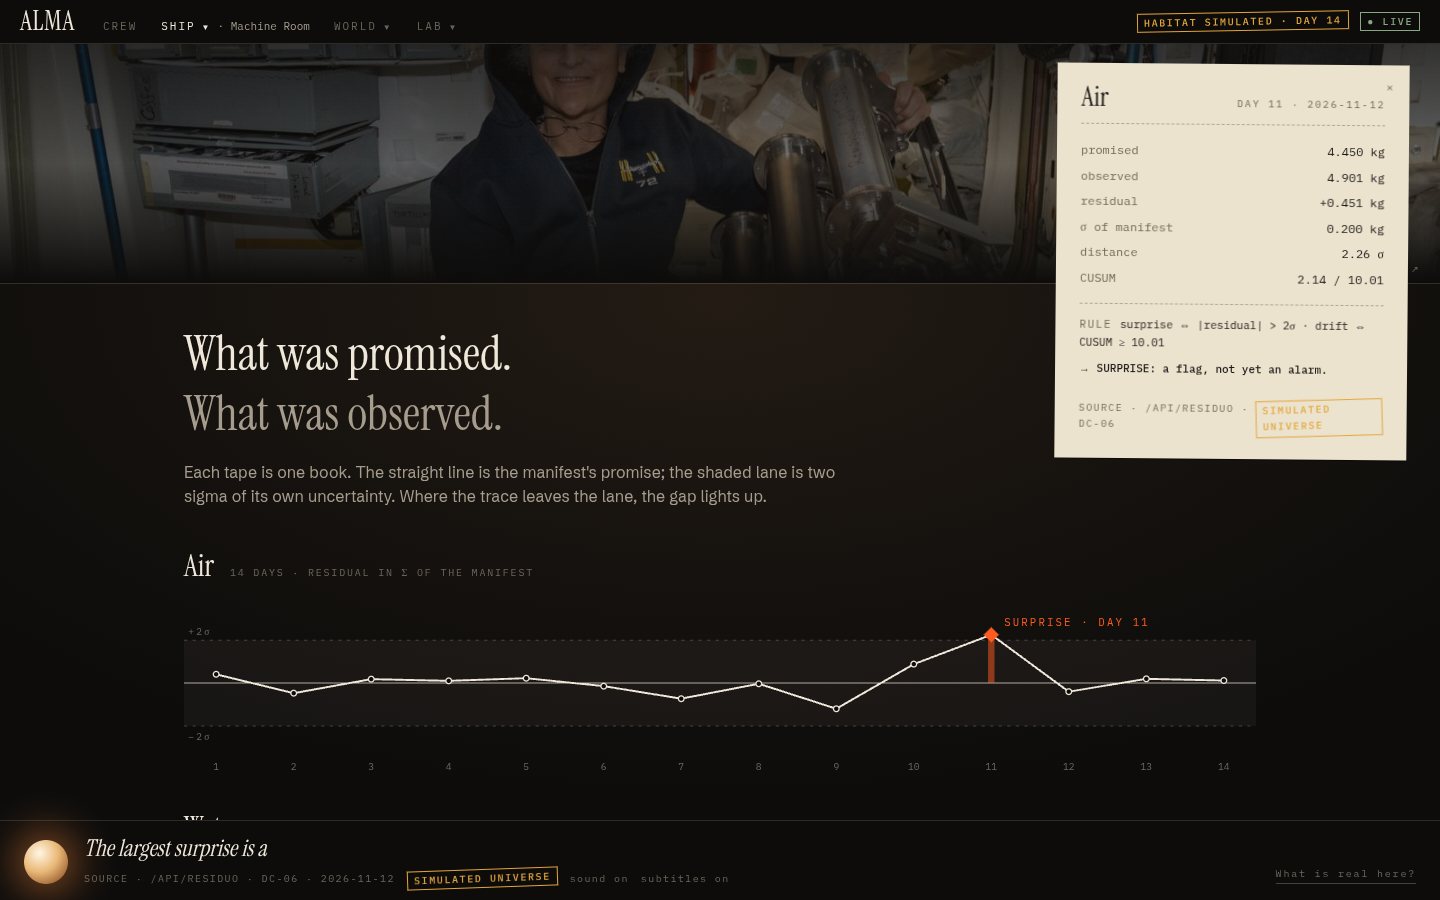 ALMA CREW SHIP ▾ · Machine Room WORLD ▾ LAB ▾ HABITAT SIMULATED · DAY 14 ● LIVE
72
Air ×
DAY 11 · 2026-11-12
promised 4.450 kg
observed 4.901 kg
residual +0.451 kg
σ of manifest 0.200 kg
distance 2.26 σ
CUSUM 2.14 / 10.01
RULE surprise ⇔ |residual| > 2σ · drift ⇔
CUSUM ≥ 10.01
→ SURPRISE: a flag, not yet an alarm.
SOURCE · /API/RESIDUO ·
DC-06
SIMULATED
UNIVERSE
↗
What was promised.
What was observed.
Each tape is one book. The straight line is the manifest's promise; the shaded lane is two
sigma of its own uncertainty. Where the trace leaves the lane, the gap lights up.
Air 14 DAYS · RESIDUAL IN Σ OF THE MANIFEST
SURPRISE · DAY 11
+2σ
−2σ
1 2 3 4 5 6 7 8 9 10 11 12 13 14
The largest surprise is a
SOURCE · /API/RESIDUO · DC-06 · 2026-11-12 SIMULATED UNIVERSE sound on subtitles on
What is real here?